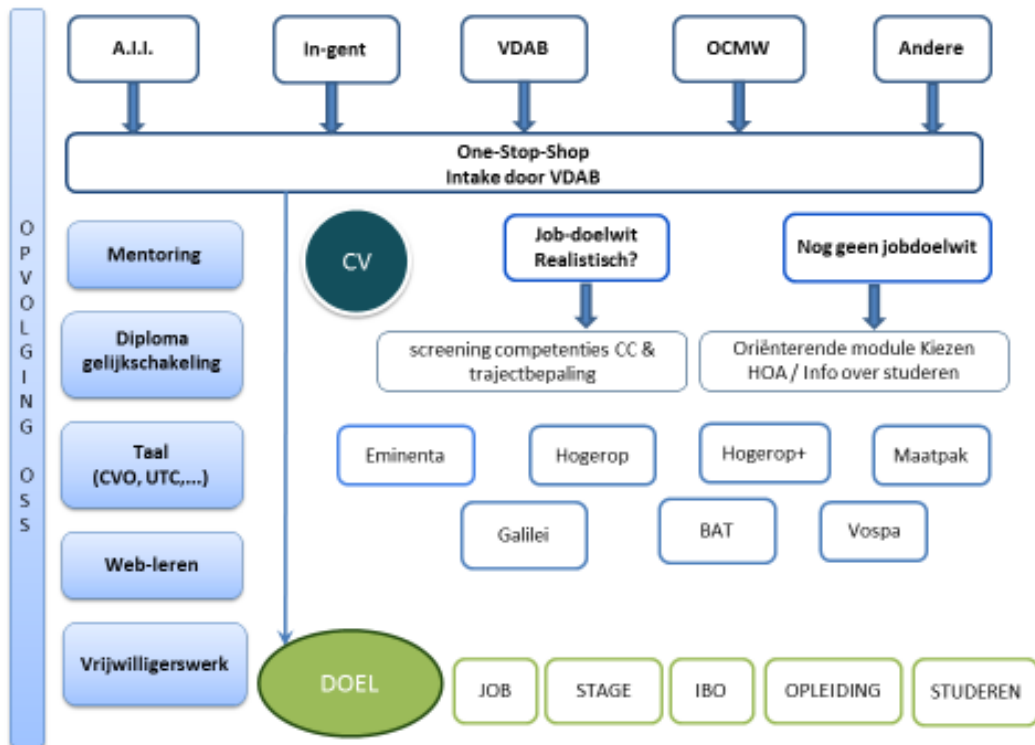 A.I.I.
In-gent
VDAB
OCMW
Andere
One-Stop-Shop
Intake door VDAB
OPVOLGING OSS
Mentoring
CV
Job-doelwit
Realistisch?
Nog geen jobdoelwit
Diploma
gelijkschakeling
screening competenties CC &
trajectbepaling
Oriënterende module Kiezen
HOA / Info over studeren
Taal
(CVO, UTC,...)
Eminenta
Hogerop
Hogerop+
Maatpak
Galilei
BAT
Vospa
Web-leren
Vrijwilligerswerk
DOEL
JOB
STAGE
IBO
OPLEIDING
STUDEREN